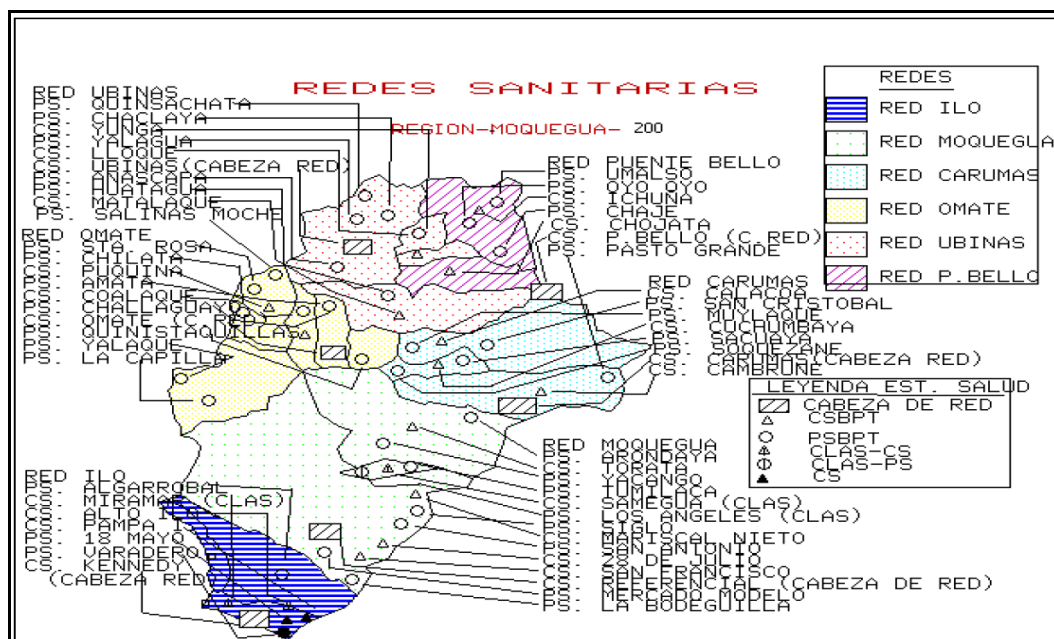 REDES SANITARIAS
REGION-MOQUEGUA- 200
RED UBINAS
PS. QUINSACHATA
PS. CHACLAYA
CS. YUNGA
PS. YALAGUA
CS. LLOQUE
CS. UBINAS(CABEZA RED)
PS. ANASCAPA
PS. HUATAGUA
CS. MATALAQUE
PS. SALINAS MOCHE
RED OMATE
PS. STA. ROSA
PS. CHILATA
CS. PUQUINA
PS. AMATA
CS. COALAQUE
PS. CHALLAGUAYO
CS. OMATE (C. RED)
PS. QUINISTAQUILLAS
PS. YALAQUE
PS. LA CAPILLA
RED ILO
CS. ALGARROBAL
CS. MIRAMAR (CLAS)
CS. ALTO
CS. PAMPA
PS. 18 MAYO
PS. VARADERO
CS. KENNEDY
(CABEZA RED)
RED PUENTE BELLO
PS. UMALSO
PS. OYO OYO
CS. ICHUÑA
PS. CHAJE
CS. CHOJATA
CS. P.BELLO (C.RED)
PS. PASTO GRANDE
RED CARUMAS
CS. CALACOA
PS. SAN CRISTOBAL
PS. MUYLAQUE
CS. CUCHUMBAYA
PS. SACUAYA
PS. SOQUEZANE
CS. CARUMAS(CABEZA RED)
CS. CAMBRUNE
RED MOQUEGUA
PS. ARONDAYA
CS. TORATA
PS. YACANGO
PS. TUMILACA
CS. SAMEGUA (CLAS)
PS. LOS ANGELES (CLAS)
PS. SIGLO
CS. MARISCAL NIETO
PS. SAN ANTONIO
CS. 28 DE JULIO
CS. SAN FRANCISCO
CS. REFERENCIAL (CABEZA DE RED)
PS. MERCADO MODELO
PS. LA BODEGUILLA
REDES
RED ILO
RED MOQUEGUA
RED CARUMAS
RED OMATE
RED UBINAS
RED P.BELLO
LEYENDA EST. SALUD
CABEZA DE RED
CSBPT
PSBPT
CLAS-CS
CLAS-PS
CS